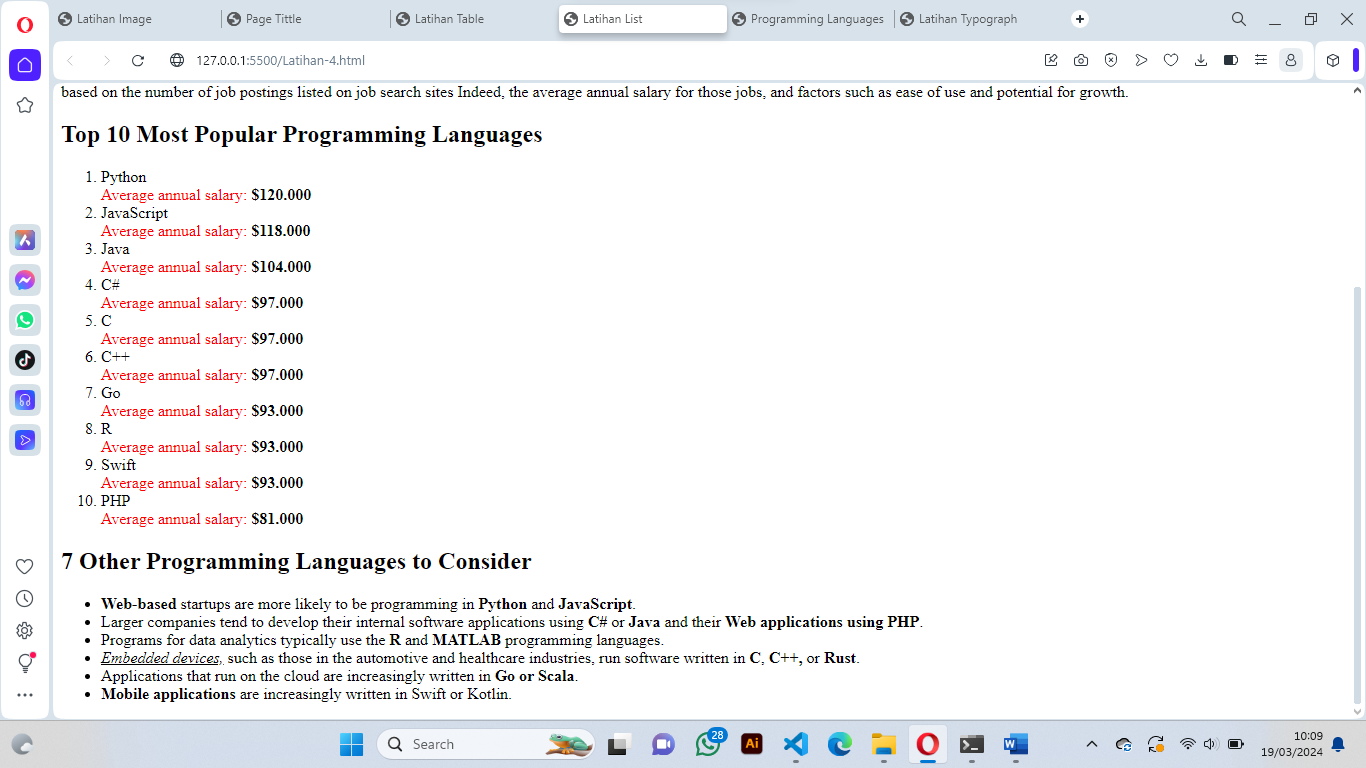 Latihan Image
Page Tittle
Latihan Table
Latihan List
Programming Languages
Latihan Typograph
127.0.0.1:5500/Latihan-4.html
based on the number of job postings listed on job search sites Indeed, the average annual salary for those jobs, and factors such as ease of use and potential for growth.
Top 10 Most Popular Programming Languages
1. Python
Average annual salary: $120.000
2. JavaScript
Average annual salary: $118.000
3. Java
Average annual salary: $104.000
4. C#
Average annual salary: $97.000
5. C
Average annual salary: $97.000
6. C++
Average annual salary: $97.000
7. Go
Average annual salary: $93.000
8. R
Average annual salary: $93.000
9. Swift
Average annual salary: $93.000
10. PHP
Average annual salary: $81.000
7 Other Programming Languages to Consider
• Web-based startups are more likely to be programming in Python and JavaScript.
• Larger companies tend to develop their internal software applications using C# or Java and their Web applications using PHP.
• Programs for data analytics typically use the R and MATLAB programming languages.
• Embedded devices, such as those in the automotive and healthcare industries, run software written in C, C++, or Rust.
• Applications that run on the cloud are increasingly written in Go or Scala.
• Mobile applications are increasingly written in Swift or Kotlin.
Search
28
Ai
10:09
19/03/2024